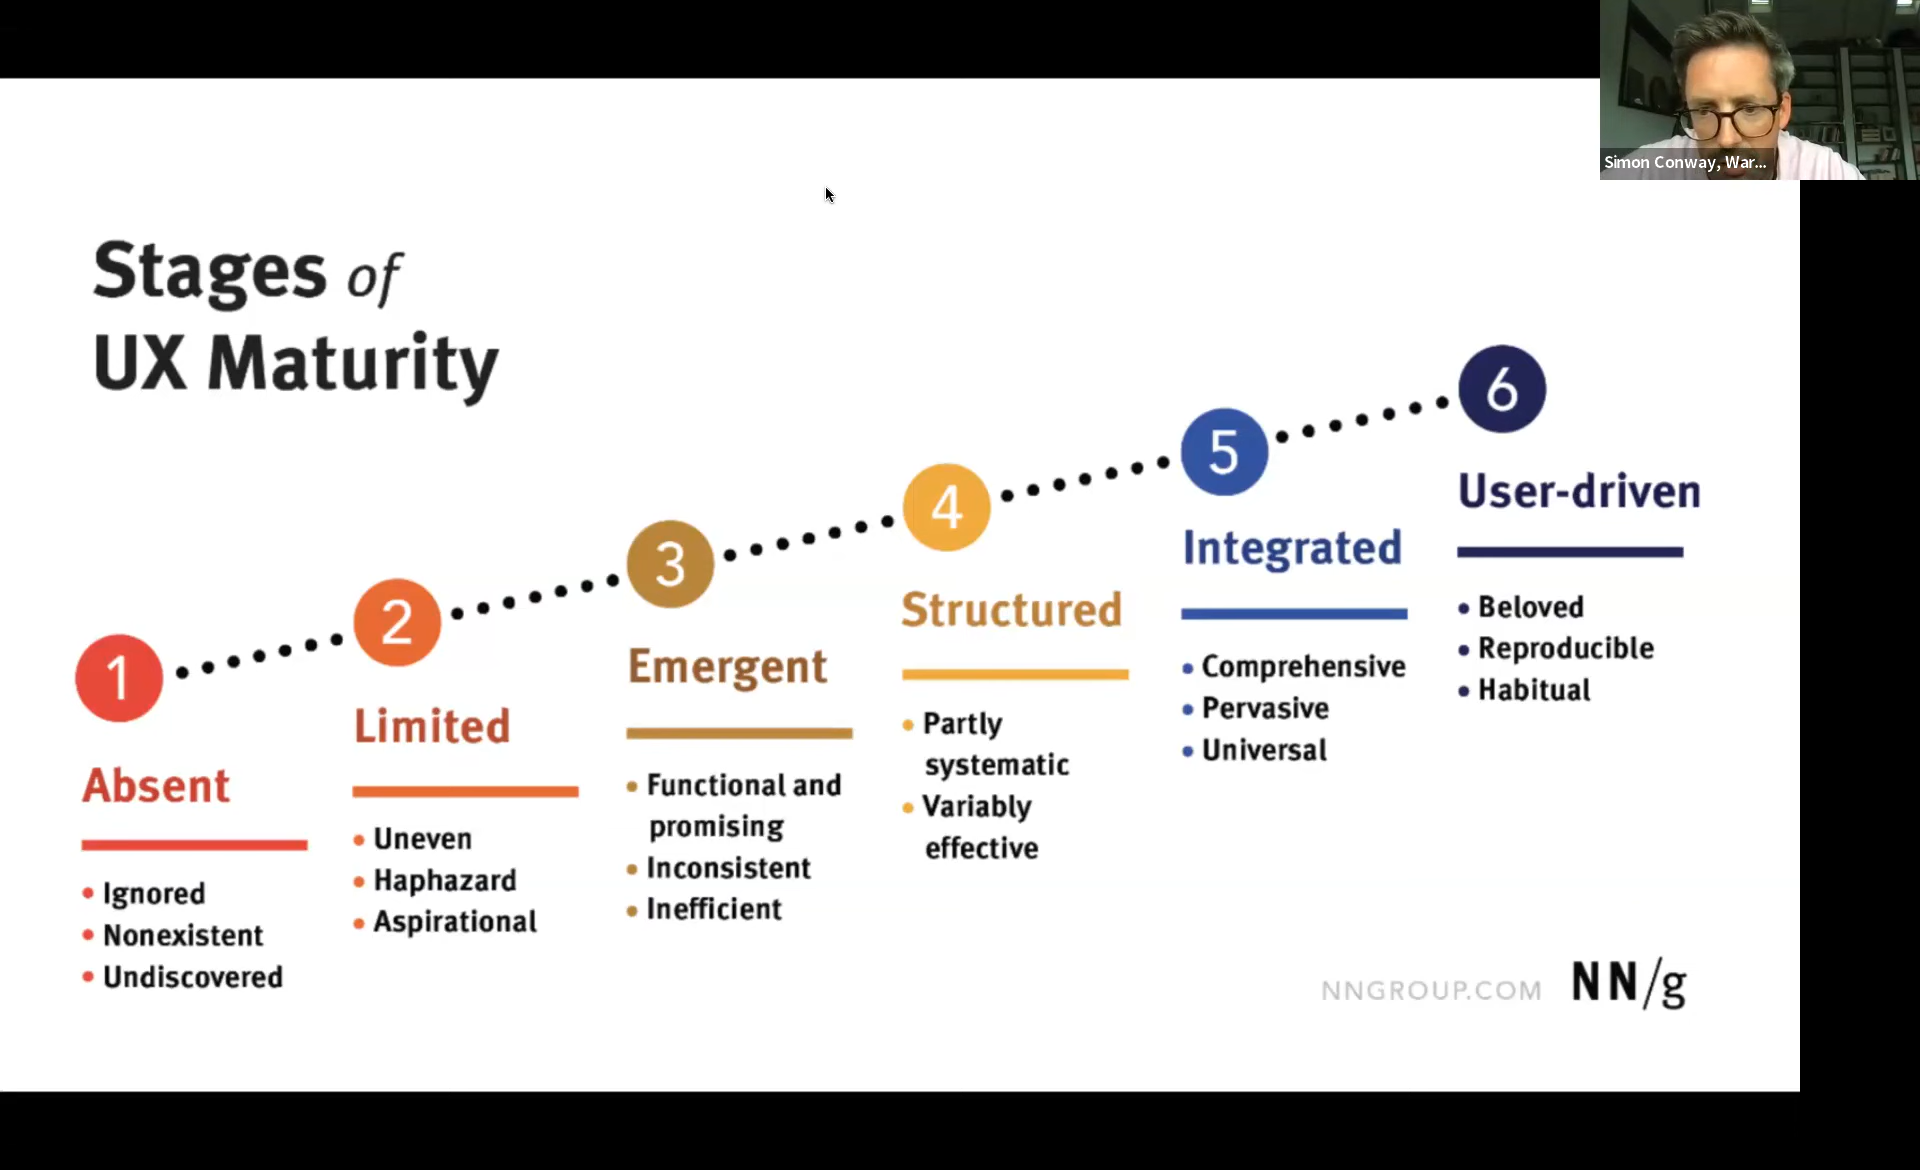 Simon Conway, War...
Stages of
UX Maturity
1
Absent
• Ignored
• Nonexistent
• Undiscovered
2
Limited
• Uneven
• Haphazard
• Aspirational
3
Emergent
• Functional and
promising
• Inconsistent
• Inefficient
4
Structured
• Partly
systematic
• Variably
effective
5
Integrated
• Comprehensive
• Pervasive
• Universal
6
User-driven
• Beloved
• Reproducible
• Habitual
NNGROUP.COM NN/g